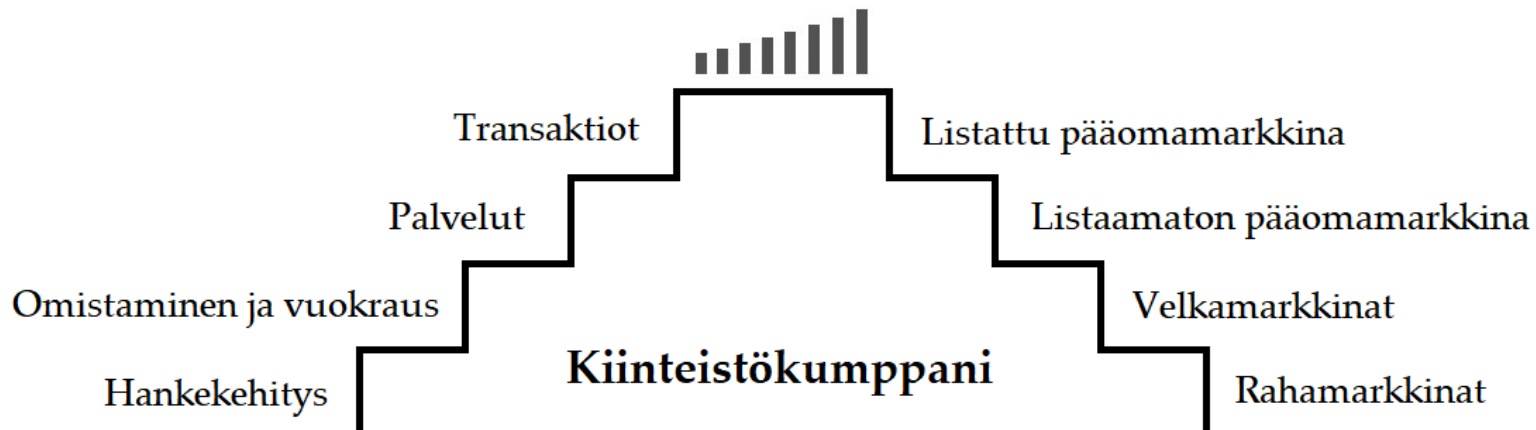 Transaktiot
Listattu pääomamarkkina
Palvelut
Listaamaton pääomamarkkina
Omistaminen ja vuokraus
Velkamarkkinat
Kiinteistökumppani
Hankekehitys
Rahamarkkinat